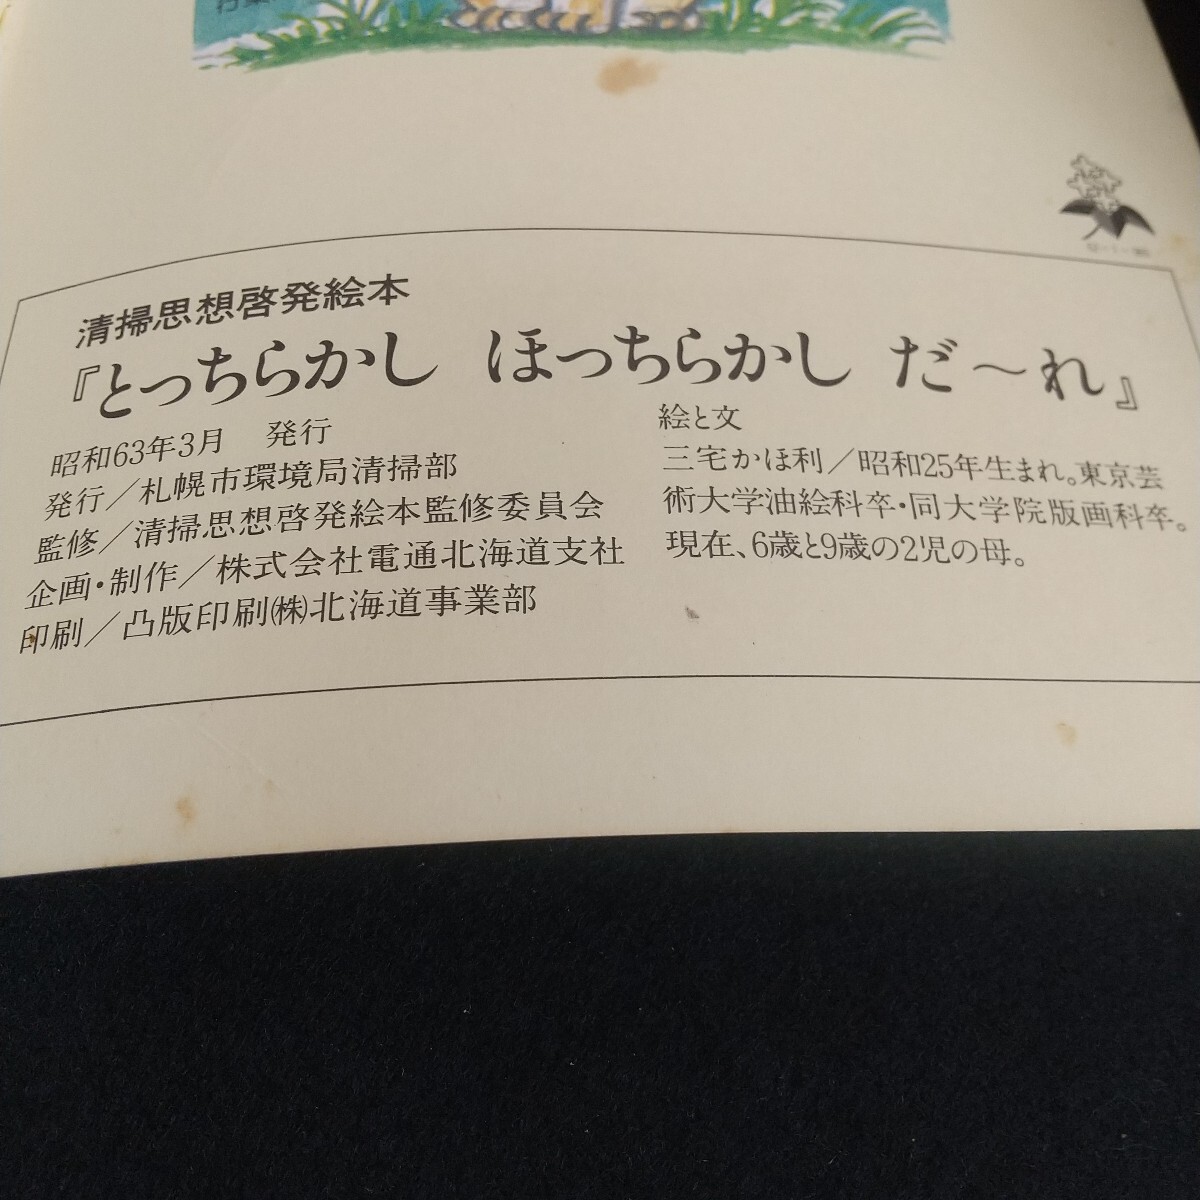 清掃思想啓発絵本
『とっちらかし ほっちらかし だ〜れ』
昭和63年3月 発行
発行／札幌市環境局清掃部
監修／清掃思想啓発絵本監修委員会
企画・制作／株式会社電通北海道支社
印刷／凸版印刷㈱北海道事業部
絵と文
三宅かほ利／昭和25年生まれ。東京芸
術大学油絵科卒・同大学院版画科卒。
現在、6歳と9歳の2児の母。